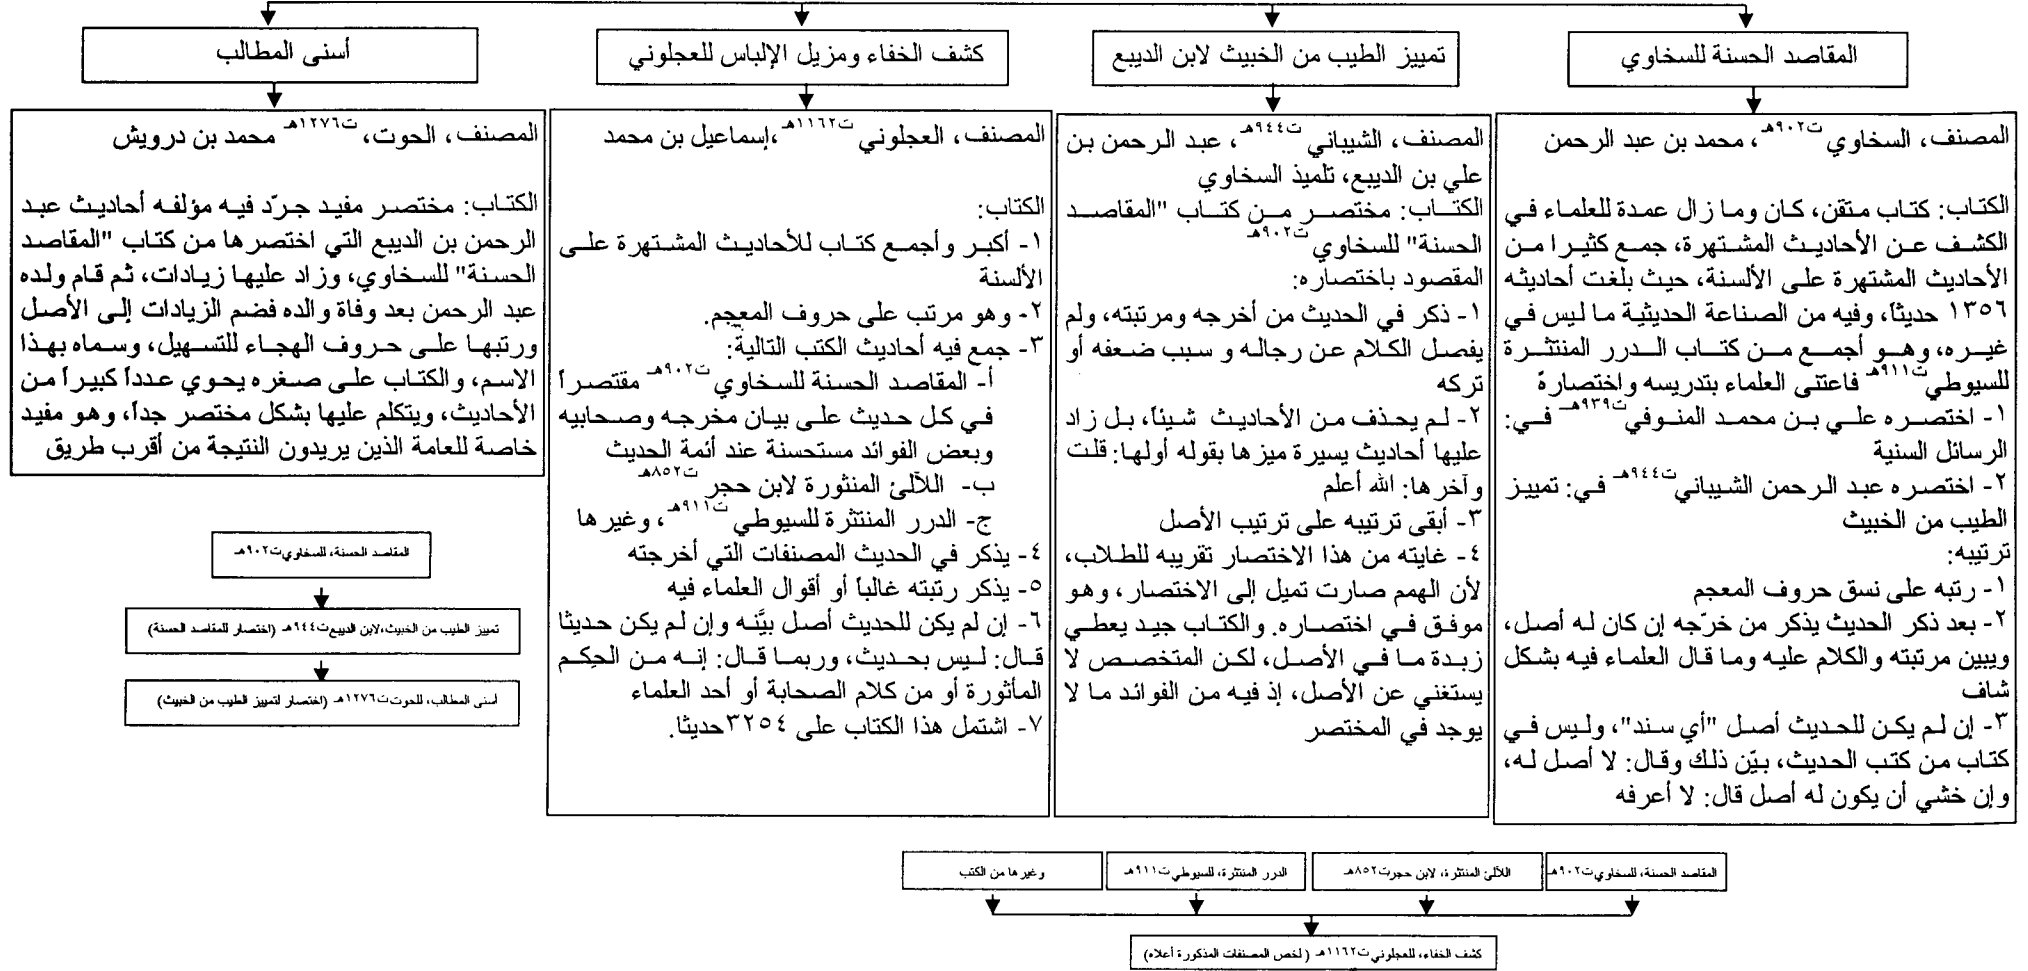 المقاصد الحسنة للسخاوي
المصنف، السخاوي ت٩٠٢هـ، محمد بن عبد الرحمن
الكتاب: كتاب متقن، كان وما زال عمدة للعلماء في
الكشف عن الأحاديث المشتهرة، جمع كثيرا من
الأحاديث المشتهرة على الألسنة، حيث بلغت أحاديثه
١٣٥٦ حديثاً، وفيه من الصناعة الحديثية ما ليس في
غيره، وهو أجمع من كتاب الدرر المنتثرة
للسيوطي ت٩١١هـ فاعتنى العلماء بتدريسه واختصاره
١- اختصره علي بن محمد المنوفي ت٩٣٩هـ في:
الرسائل السنية
٢- اختصره عبد الرحمن الشيباني ت٩٤٤هـ في: تمييز
الطيب من الخبيث
ترتيبه:
١- رتبه على نسق حروف المعجم
٢- بعد ذكر الحديث يذكر من خرّجه إن كان له أصل،
ويبين مرتبته والكلام عليه وما قال العلماء فيه بشكل
شاف
٣- إن لم يكن للحديث أصل "أي سند"، وليس في
كتاب من كتب الحديث، بيّن ذلك وقال: لا أصل له،
وإن خشي أن يكون له أصل قال: لا أعرفه
تمييز الطيب من الخبيث لابن الديبع
المصنف، الشيباني ت٩٤٤هـ، عبد الرحمن بن
علي بن الديبع، تلميذ السخاوي
الكتاب: مختصر من كتاب "المقاصد
الحسنة" للسخاوي ت٩٠٢هـ
المقصود باختصاره:
١- ذكر في الحديث من أخرجه ومرتبته، ولم
يفصل الكلام عن رجاله و سبب ضعفه أو
تركه
٢- لم يحذف من الأحاديث شيئاً، بل زاد
عليها أحاديث يسيرة ميزها بقوله أولها: قلت
وآخرها: الله أعلم
٣- أبقى ترتيبه على ترتيب الأصل
٤- غايته من هذا الاختصار تقريبه للطلاب،
لأن الهمم صارت تميل إلى الاختصار، وهو
موفق في اختصاره. والكتاب جيد يعطي
زبدة ما في الأصل، لكن المتخصص لا
يستغني عن الأصل، إذ فيه من الفوائد ما لا
يوجد في المختصر
كشف الخفاء ومزيل الإلباس للعجلوني
المصنف، العجلوني ت١١٦٢هـ، إسماعيل بن محمد
الكتاب:
١- أكبر وأجمع كتاب للأحاديث المشتهرة على
الألسنة
٢- وهو مرتب على حروف المعجم.
٣- جمع فيه أحاديث الكتب التالية:
أ- المقاصد الحسنة للسخاوي ت٩٠٢هـ مقتصراً
في كل حديث على بيان مخرجه وصحابيه
وبعض الفوائد مستحسنة عند أئمة الحديث
ب- اللآلئ المنثورة لابن حجر ت٨٥٢هـ
ج- الدرر المنتثرة للسيوطي ت٩١١هـ، وغيرها
٤- يذكر في الحديث المصنفات التي أخرجته
٥- يذكر رتبته غالباً أو أقوال العلماء فيه
٦- إن لم يكن للحديث أصل بيَّنه وإن لم يكن حديثا
قال: ليس بحديث، وربما قال: إنه من الحِكم
المأثورة أو من كلام الصحابة أو أحد العلماء
٧- اشتمل هذا الكتاب على ٣٢٥٤حديثا.
أسنى المطالب
المصنف، الحوت، ت١٢٧٦هـ محمد بن درويش
الكتاب: مختصر مفيد جرّد فيه مؤلفه أحاديث عبد
الرحمن بن الديبع التي اختصرها من كتاب "المقاصد
الحسنة" للسخاوي، وزاد عليها زيادات، ثم قام ولده
عبد الرحمن بعد وفاة والده فضم الزيادات إلى الأصل
ورتبها على حروف الهجاء للتسهيل، وسماه بهذا
الاسم، والكتاب على صغره يحوي عدداً كبيراً من
الأحاديث، ويتكلم عليها بشكل مختصر جداً، وهو مفيد
خاصة للعامة الذين يريدون النتيجة من أقرب طريق
المقاصد الحسنة، للسخاوي ت٩٠٢هـ
تمييز الطيب من الخبيث، لابن الديبع ت٩٤٤هـ (اختصار للمقاصد الحسنة)
أسنى المطالب، للحوت ت١٢٧٦هـ (اختصار لتمييز الطيب من الخبيث)
المقاصد الحسنة، للسخاوي ت٩٠٢هـ
اللآلئ المنتثرة، لابن حجر ت٨٥٢هـ
الدرر المنتثرة، للسيوطي ت٩١١هـ
وغيرها من الكتب
كشف الخفاء، للعجلوني ت١١٦٢هـ ( لخص المصنفات المذكورة أعلاه)